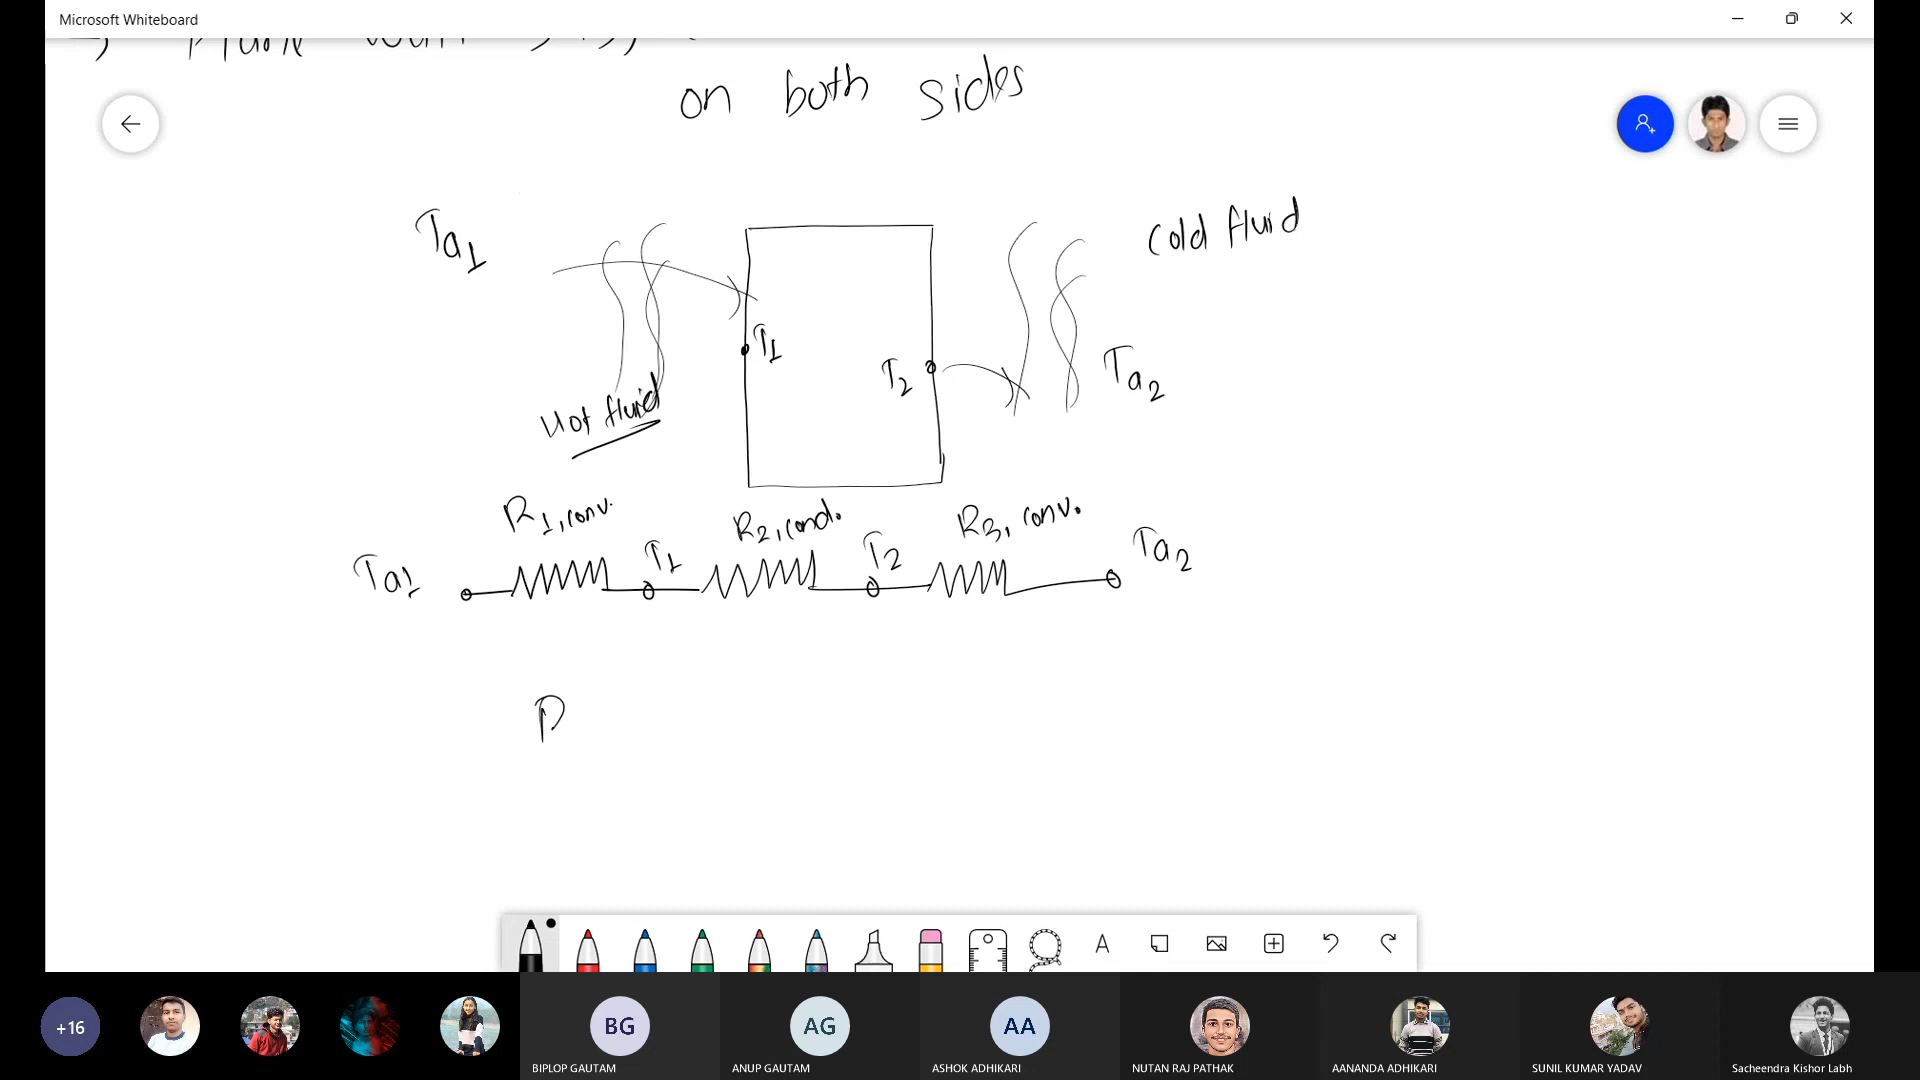 Microsoft Whiteboard
on both sides
Ta1
cold fluid
T1
T2
Ta2
Hot fluid
R1,conv.
R2,cond.
R3, conv.
Ta1
T1
T2
Ta2
+16
BG
AG
AA
BIPLOP GAUTAM
ANUP GAUTAM
ASHOK ADHIKARI
NUTAN RAJ PATHAK
AANANDA ADHIKARI
SUNIL KUMAR YADAV
Sacheendra Kishor Labh